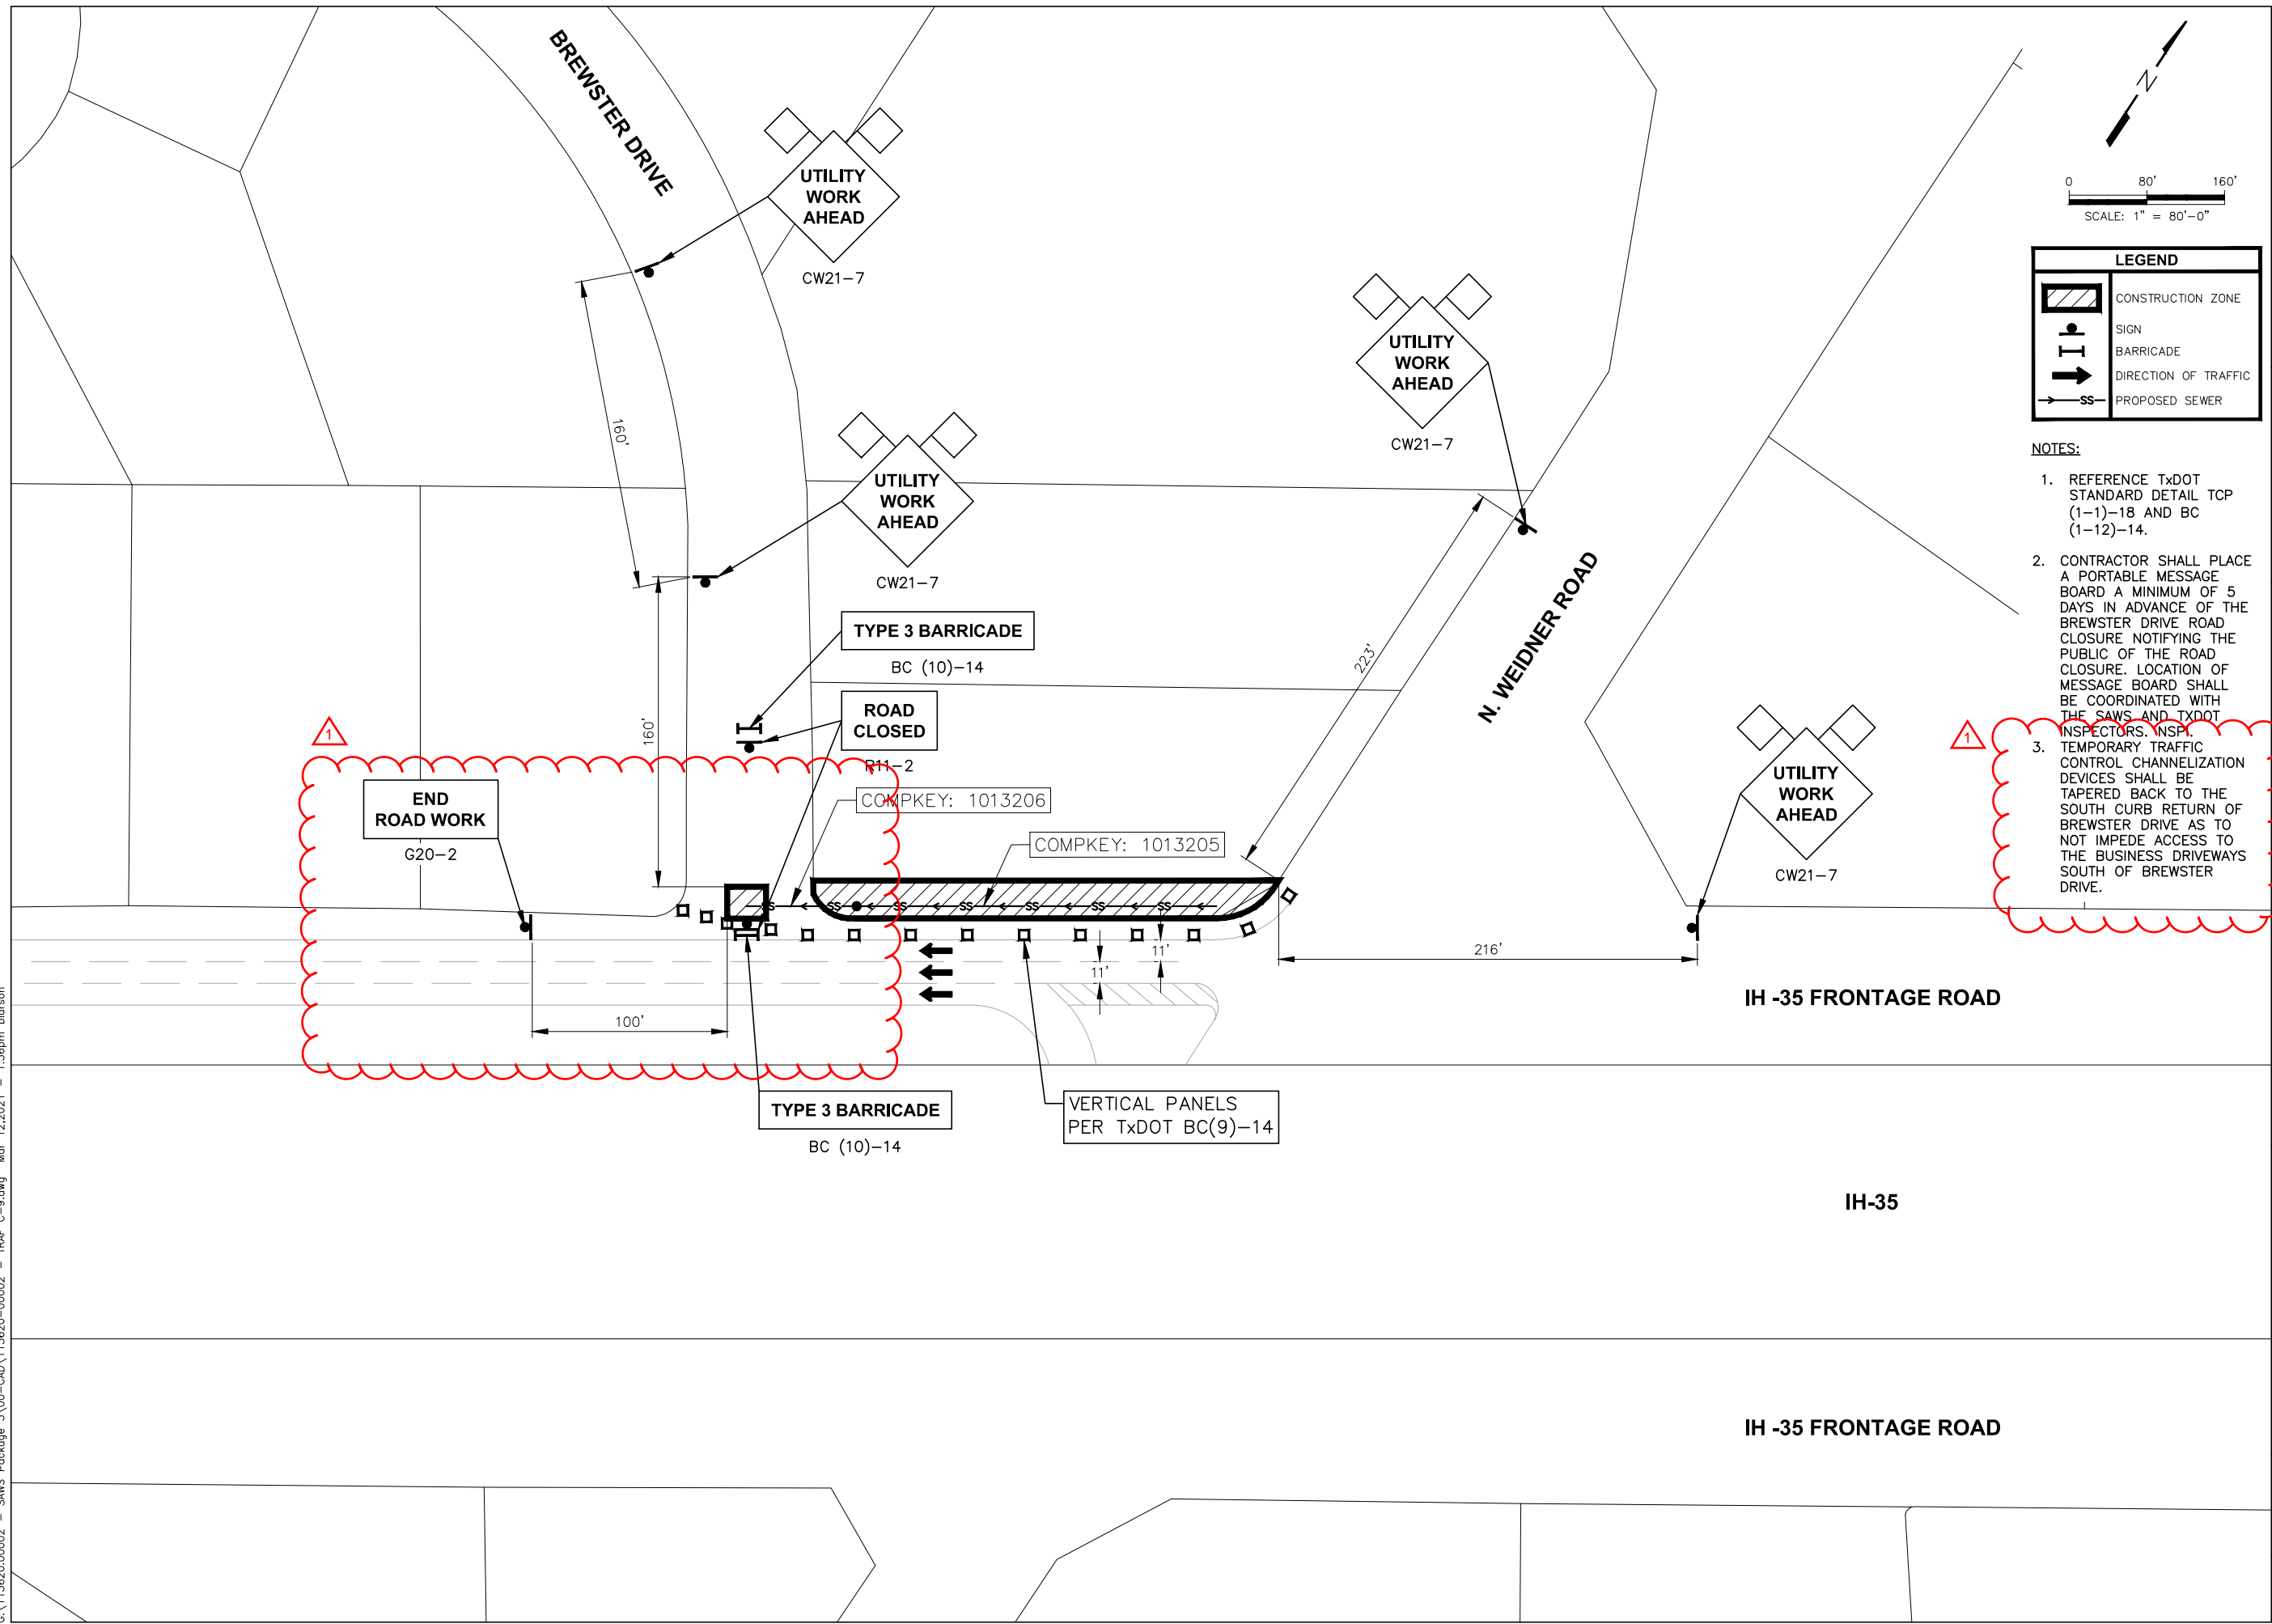 BREWSTER DRIVE
N
0 80' 160'
SCALE: 1" = 80'-0"
UTILITY
WORK
AHEAD
CW21-7
LEGEND
CONSTRUCTION ZONE
SIGN
BARRICADE
DIRECTION OF TRAFFIC
SS PROPOSED SEWER
UTILITY
WORK
AHEAD
CW21-7
160'
UTILITY
WORK
AHEAD
CW21-7
NOTES:
1. REFERENCE TxDOT
STANDARD DETAIL TCP
(1-1)-18 AND BC
(1-12)-14.
2. CONTRACTOR SHALL PLACE
A PORTABLE MESSAGE
BOARD A MINIMUM OF 5
DAYS IN ADVANCE OF THE
BREWSTER DRIVE ROAD
CLOSURE NOTIFYING THE
PUBLIC OF THE ROAD
CLOSURE. LOCATION OF
MESSAGE BOARD SHALL
BE COORDINATED WITH
THE SAWS AND TXDOT
INSPECTORS. NSP.
3. TEMPORARY TRAFFIC
CONTROL CHANNELIZATION
DEVICES SHALL BE
TAPERED BACK TO THE
SOUTH CURB RETURN OF
BREWSTER DRIVE AS TO
NOT IMPEDE ACCESS TO
THE BUSINESS DRIVEWAYS
SOUTH OF BREWSTER
DRIVE.
TYPE 3 BARRICADE
BC (10)-14
223'
N. WEIDNER ROAD
160'
ROAD
CLOSED
R11-2
1
1
UTILITY
WORK
AHEAD
CW21-7
END
ROAD WORK
G20-2
COMPKEY: 1013206
COMPKEY: 1013205
SS SS SS SS SS SS SS
11'
11'
216'
100'
IH -35 FRONTAGE ROAD
TYPE 3 BARRICADE
BC (10)-14
VERTICAL PANELS
PER TxDOT BC(9)-14
IH-35
IH -35 FRONTAGE ROAD